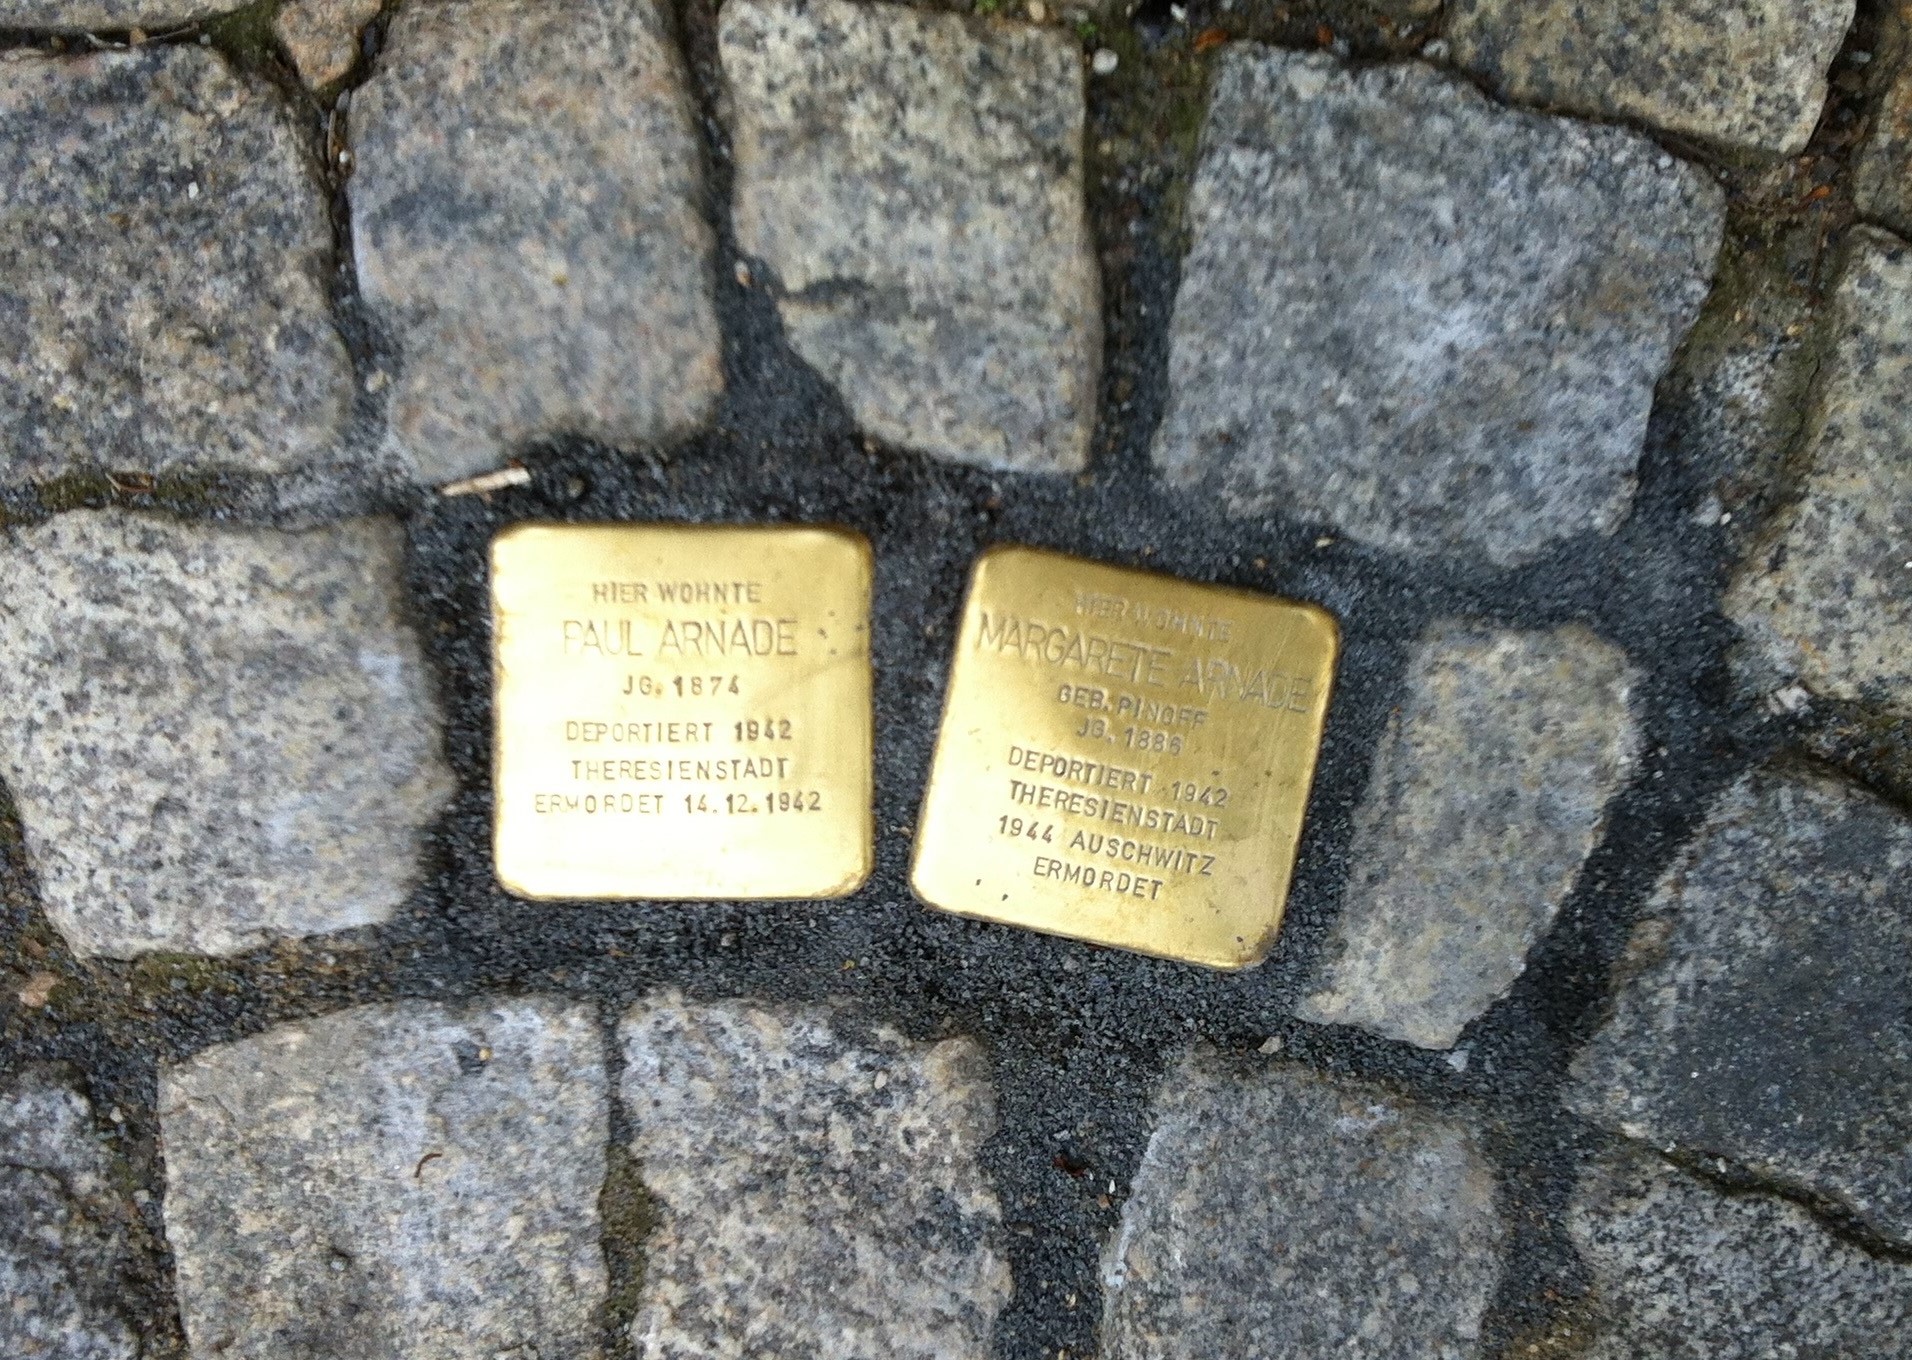 HIER WOHNTE
PAUL ARNADE
JG. 1874
DEPORTIERT 1942
THERESIENSTADT
ERMORDET 14.12.1942
HIER WOHNTE
MARGARETE ARNADE
GEB. PINOFF
JG. 1886
DEPORTIERT 1942
THERESIENSTADT
1944 AUSCHWITZ
ERMORDET